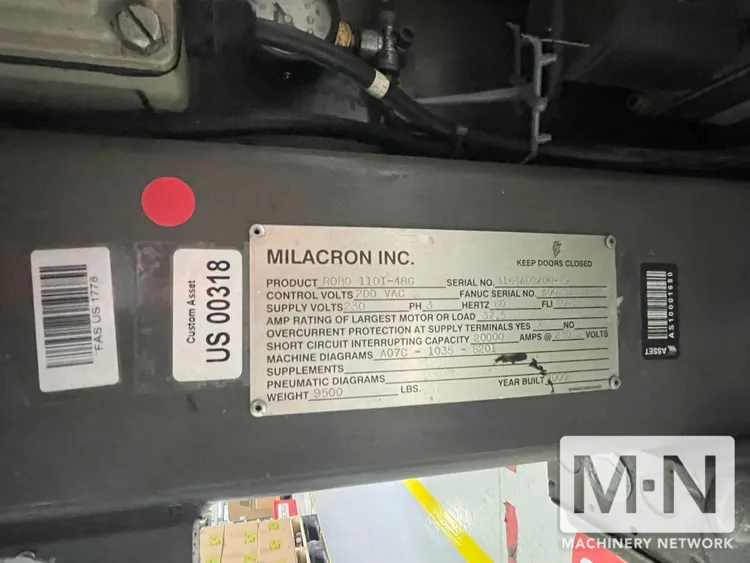 MILACRON INC.
KEEP DOORS CLOSED
PRODUCT ROBO 110I-48G SERIAL NO.
CONTROL VOLTS 200 VAC FANUC SERIAL NO.
SUPPLY VOLTS 230 PH 3 HERTZ 60
AMP RATING OF LARGEST MOTOR OR LOAD 37.5
OVERCURRENT PROTECTION AT SUPPLY TERMINALS YES NO
SHORT CIRCUIT INTERRUPTING CAPACITY 20000 AMPS @ 230 VOLTS
MACHINE DIAGRAMS A07C - 1035 - B201
SUPPLEMENTS
PNEUMATIC DIAGRAMS YEAR BUILT
WEIGHT 9500 LBS.
FAS US 1778
Custom Asset
US 00318
ASSET
AS10001650
M·N
MACHINERY NETWORK